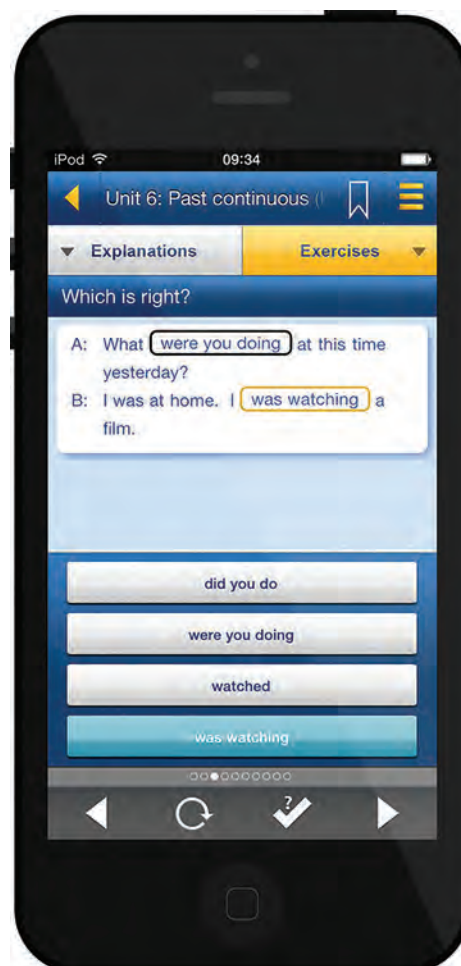 iPod 09:34
Unit 6: Past continuous (
Explanations Exercises
Which is right?
A: What were you doing at this time
yesterday?
B: I was at home. I was watching a
film.
did you do
were you doing
watched
was watching
?